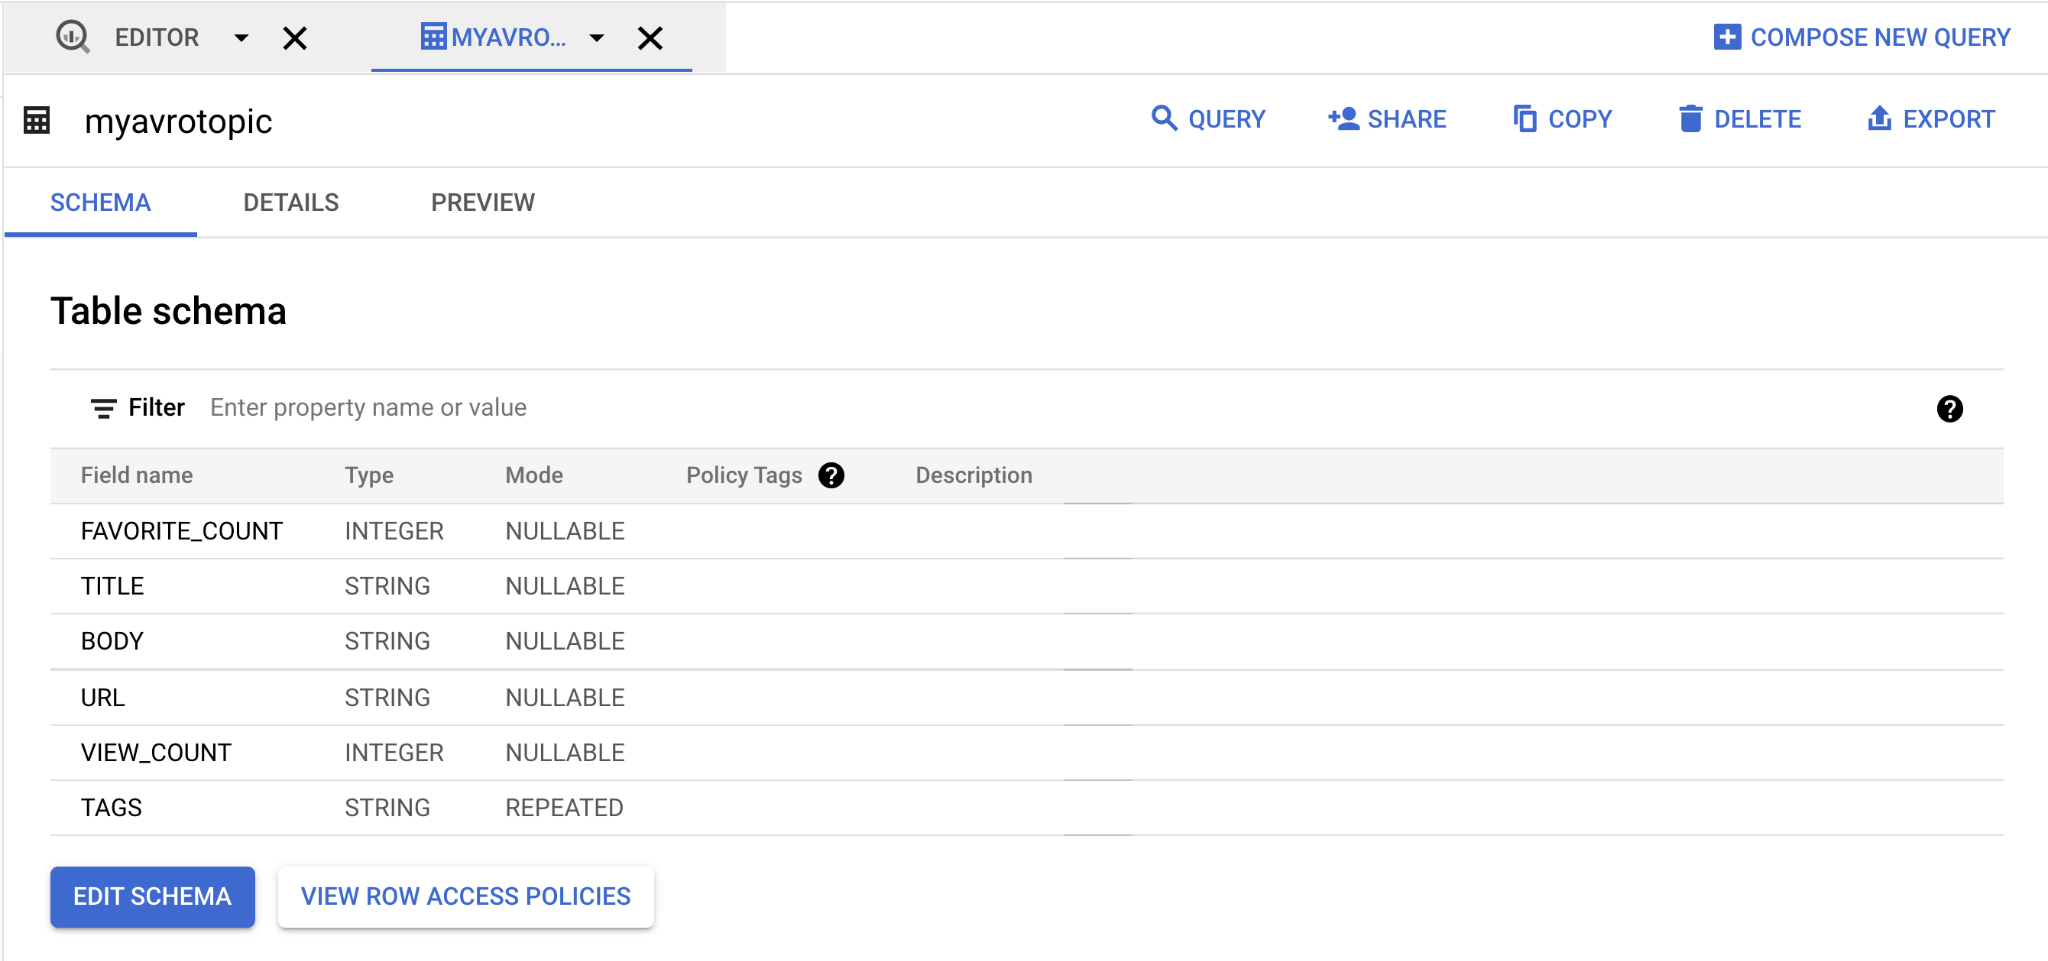 EDITOR MYAVRO... COMPOSE NEW QUERY
myavrotopic QUERY SHARE COPY DELETE EXPORT
SCHEMA DETAILS PREVIEW
Table schema
Filter Enter property name or value ?
Field name Type Mode Policy Tags ? Description
FAVORITE_COUNT INTEGER NULLABLE
TITLE STRING NULLABLE
BODY STRING NULLABLE
URL STRING NULLABLE
VIEW_COUNT INTEGER NULLABLE
TAGS STRING REPEATED
EDIT SCHEMA VIEW ROW ACCESS POLICIES